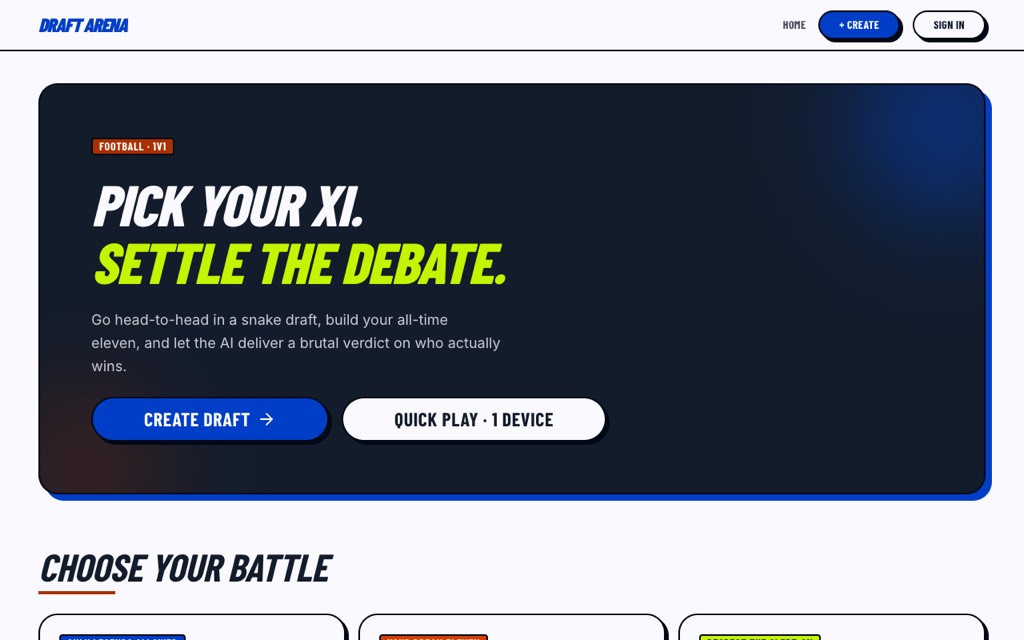 DRAFT ARENA
HOME
+ CREATE
SIGN IN
FOOTBALL · 1V1
PICK YOUR XI.
SETTLE THE DEBATE.
Go head-to-head in a snake draft, build your all-time
eleven, and let the AI deliver a brutal verdict on who actually
wins.
CREATE DRAFT →
QUICK PLAY · 1 DEVICE
CHOOSE YOUR BATTLE